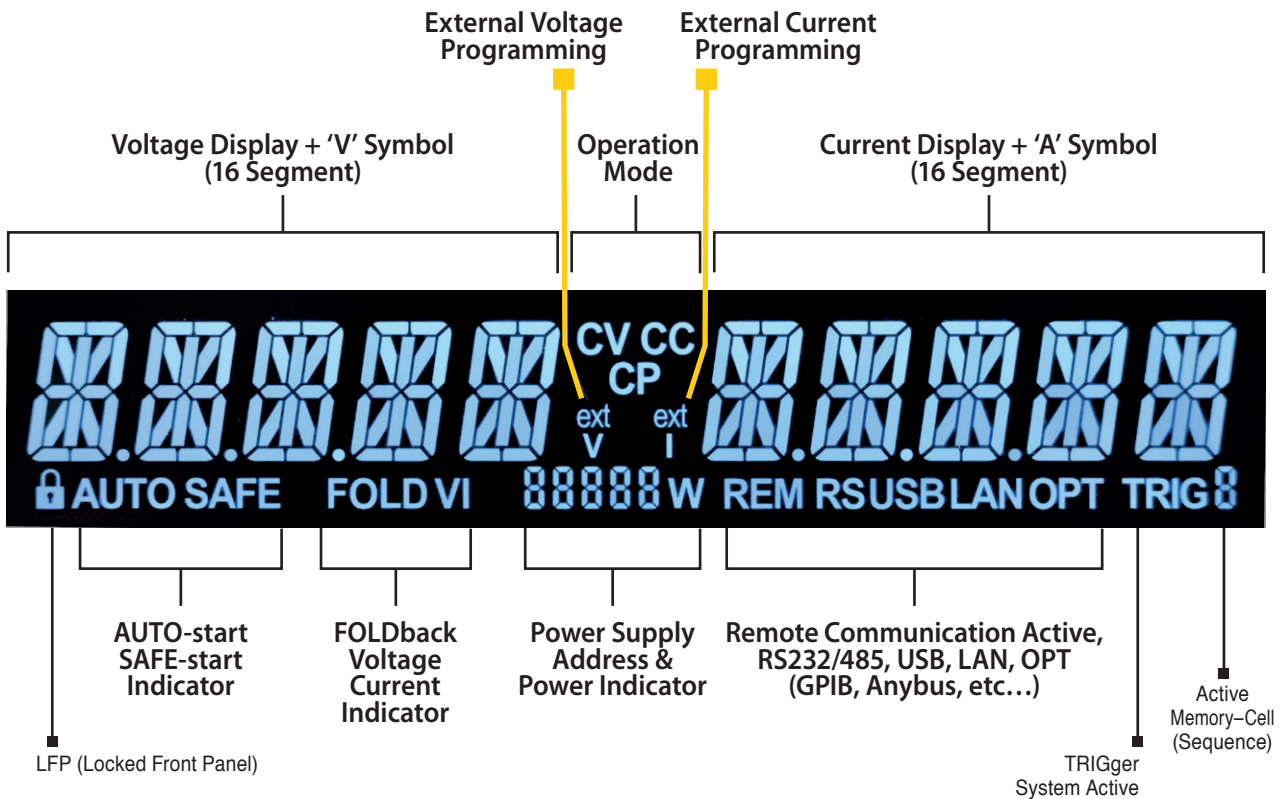 External Voltage
Programming
External Current
Programming
Voltage Display + ‘V’ Symbol
(16 Segment)
Operation
Mode
Current Display + ‘A’ Symbol
(16 Segment)
CV CC
CP
ext ext
V I
AUTO SAFE FOLD VI 88888 W REM RS USB LAN OPT TRIG 8
AUTO-start
SAFE-start
Indicator
FOLDback
Voltage
Current
Indicator
Power Supply
Address &
Power Indicator
Remote Communication Active,
RS232/485, USB, LAN, OPT
(GPIB, Anybus, etc…)
Active
Memory–Cell
(Sequence)
LFP (Locked Front Panel)
TRIGger
System Active